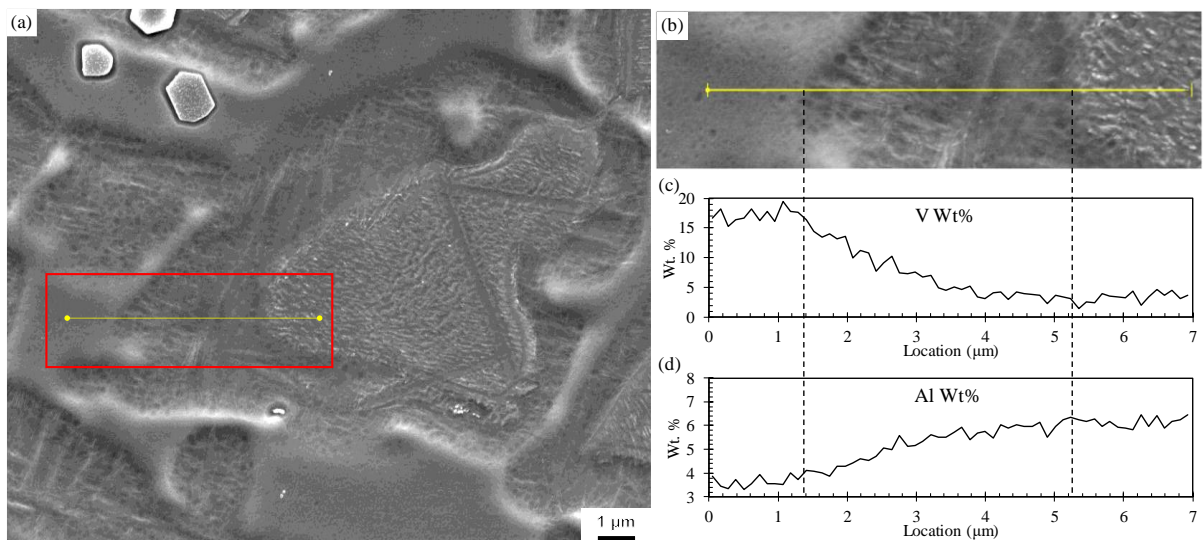 (a)
1 μm
(b)
(c)
V Wt%
Wt. %
20
15
10
5
0
0 1 2 3 4 5 6 7
Location (μm)
(d)
Al Wt%
Wt. %
8
7
6
5
4
3
0 1 2 3 4 5 6 7
Location (μm)